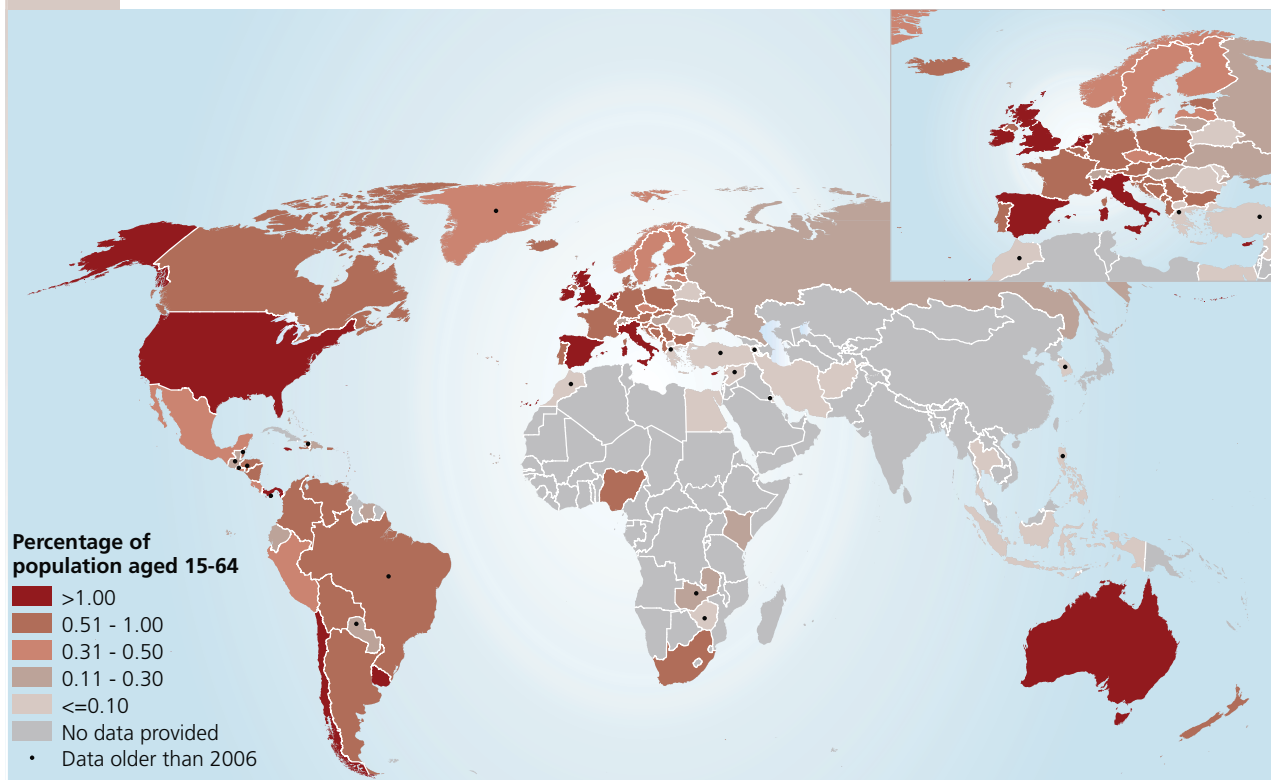 Percentage of
population aged 15-64
>1.00
0.51 - 1.00
0.31 - 0.50
0.11 - 0.30
<=0.10
No data provided
Data older than 2006